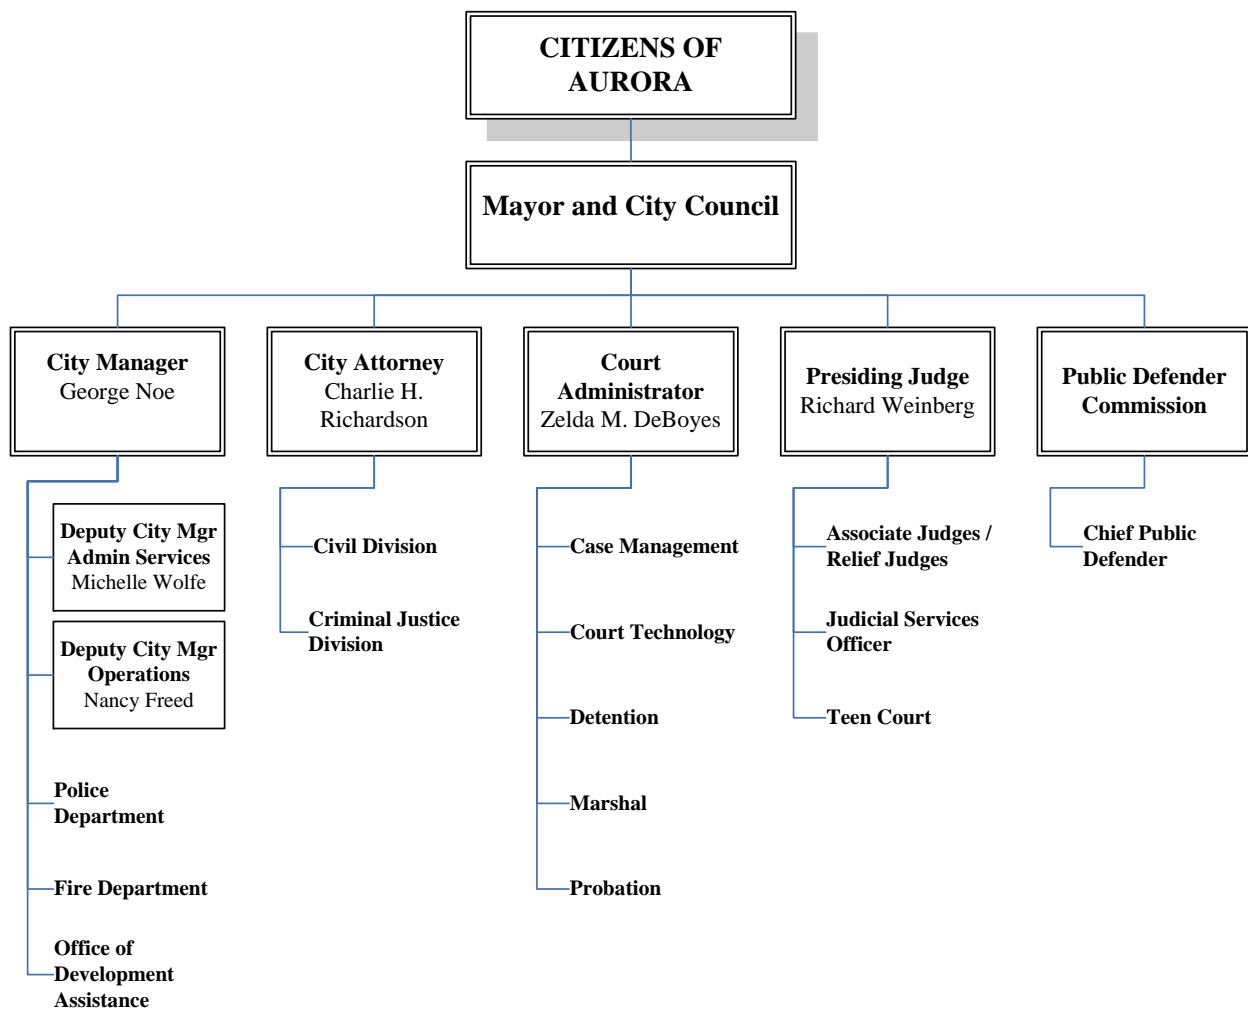 CITIZENS OF
AURORA
Mayor and City Council
City Manager
George Noe
City Attorney
Charlie H.
Richardson
Court
Administrator
Zelda M. DeBoyes
Presiding Judge
Richard Weinberg
Public Defender
Commission
Deputy City Mgr
Admin Services
Michelle Wolfe
Deputy City Mgr
Operations
Nancy Freed
Police
Department
Fire Department
Office of
Development
Assistance
Civil Division
Criminal Justice
Division
Case Management
Court Technology
Detention
Marshal
Probation
Associate Judges /
Relief Judges
Judicial Services
Officer
Teen Court
Chief Public
Defender